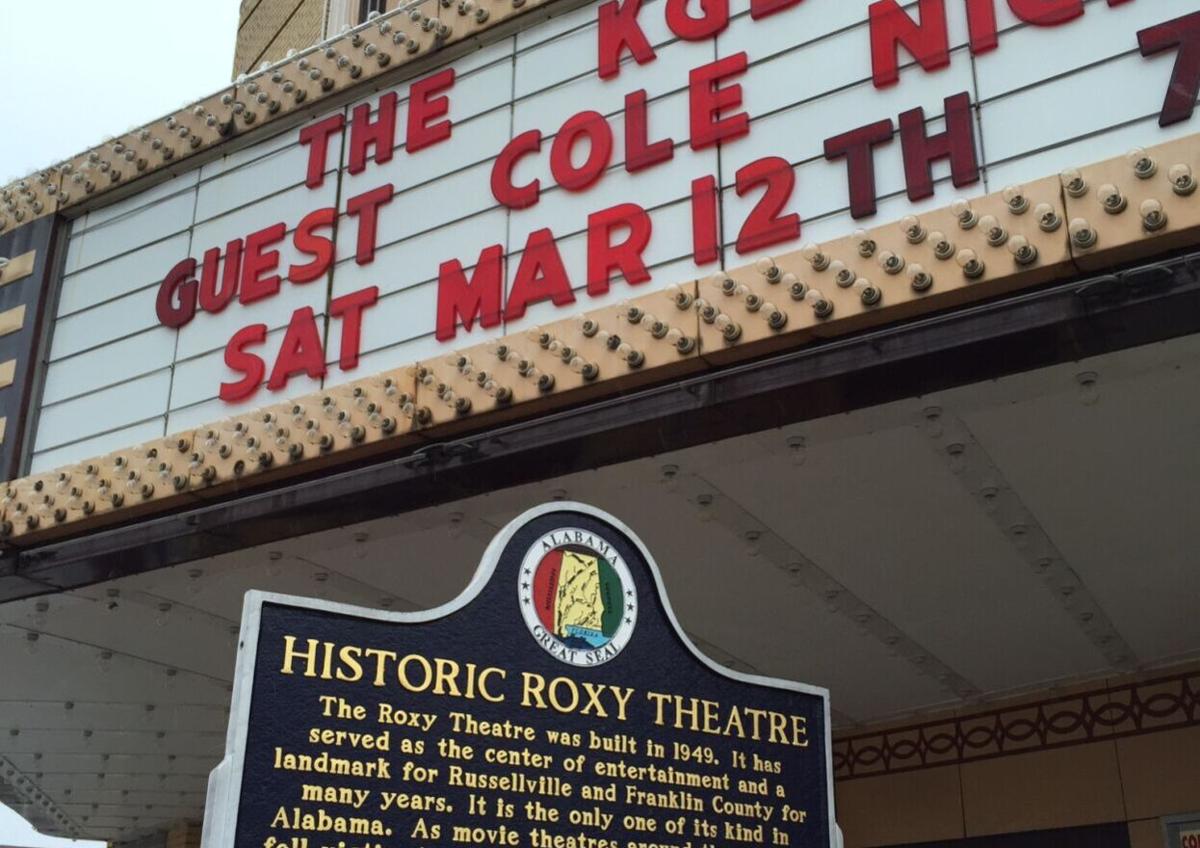 THE
GUEST COLE
SAT MAR 12TH 7
ALABAMA
GREAT SEAL
HISTORIC ROXY THEATRE
The Roxy Theatre was built in 1949. It has
served as the center of entertainment and a
landmark for Russellville and Franklin County for
many years. It is the only one of its kind in
Alabama. As movie theatres